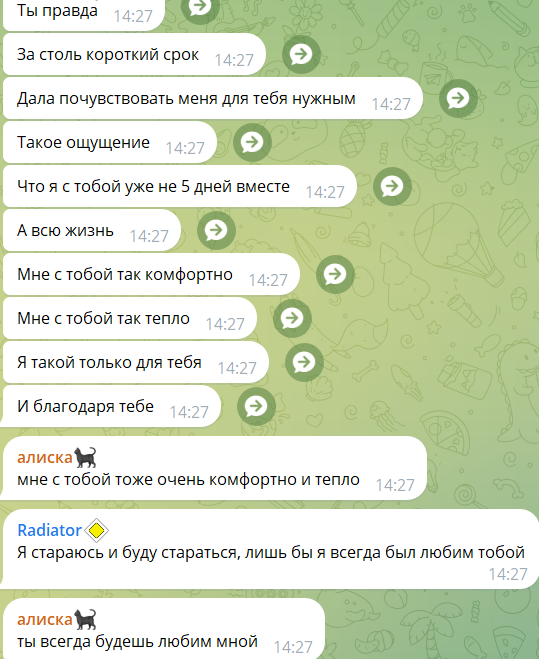 Ты правда 14:27
За столь короткий срок 14:27
Дала почувствовать меня для тебя нужным 14:27
Такое ощущение 14:27
Что я с тобой уже не 5 дней вместе 14:27
А всю жизнь 14:27
Мне с тобой так комфортно 14:27
Мне с тобой так тепло 14:27
Я такой только для тебя 14:27
И благодаря тебе 14:27
алиска🐈‍⬛
мне с тобой тоже очень комфортно и тепло 14:27
Radiator
Я стараюсь и буду стараться, лишь бы я всегда был любим тобой
14:27
алиска🐈‍⬛
ты всегда будешь любим мной 14:27